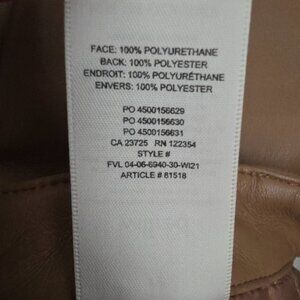 FACE: 100% POLYURETHANE
BACK: 100% POLYESTER
ENDROIT: 100% POLYURÉTHANE
ENVERS: 100% POLYESTER
PO 4500156629
PO 4500156630
PO 4500156631
CA 23725 RN 122354
STYLE #
FVL 04-06-6940-30-WI21
ARTICLE # 81518